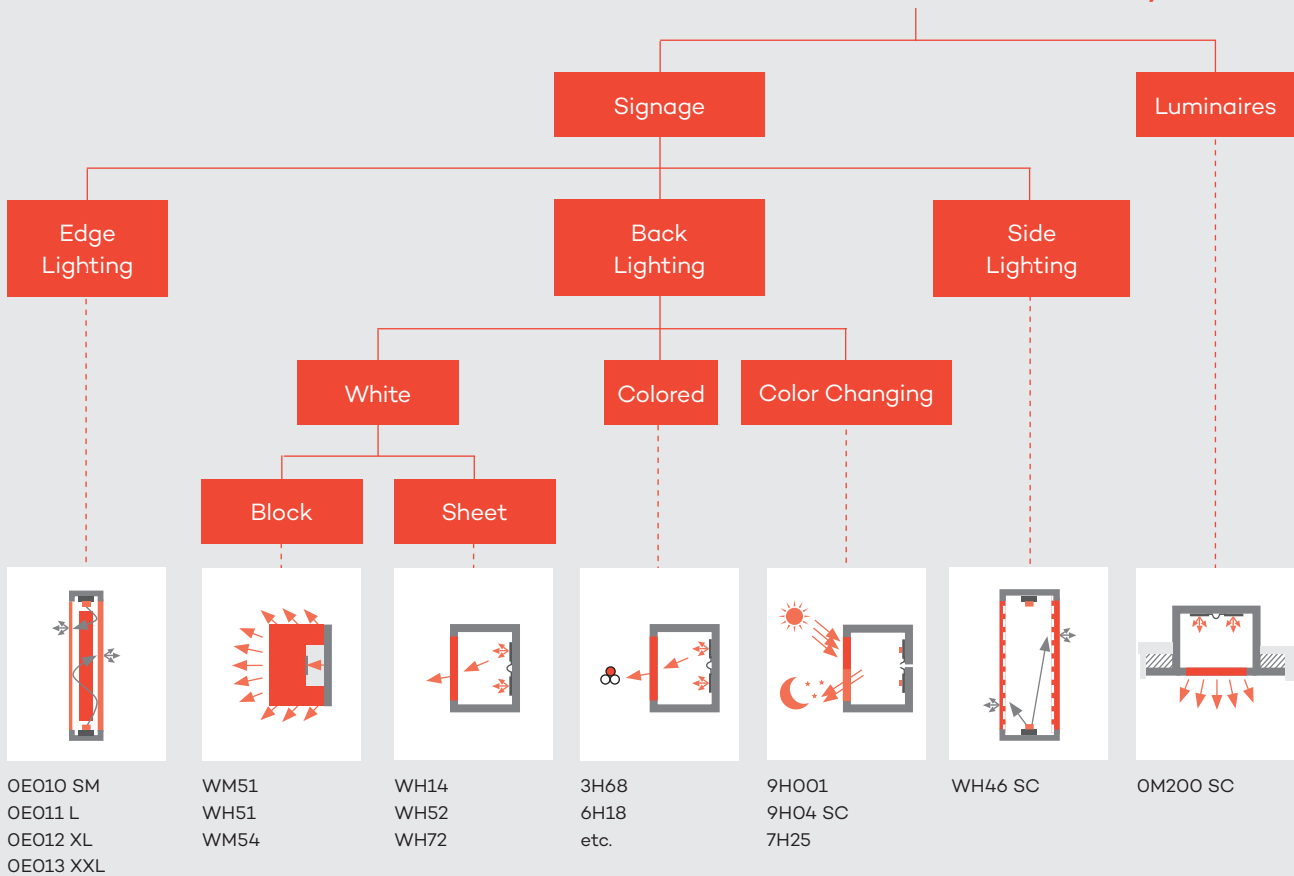 Signage
Luminaires
Edge
Lighting
Back
Lighting
Side
Lighting
White
Colored
Color Changing
Block
Sheet
0E010 SM
0E011 L
0E012 XL
0E013 XXL
WM51
WH51
WM54
WH14
WH52
WH72
3H68
6H18
etc.
9H001
9H04 SC
7H25
WH46 SC
0M200 SC